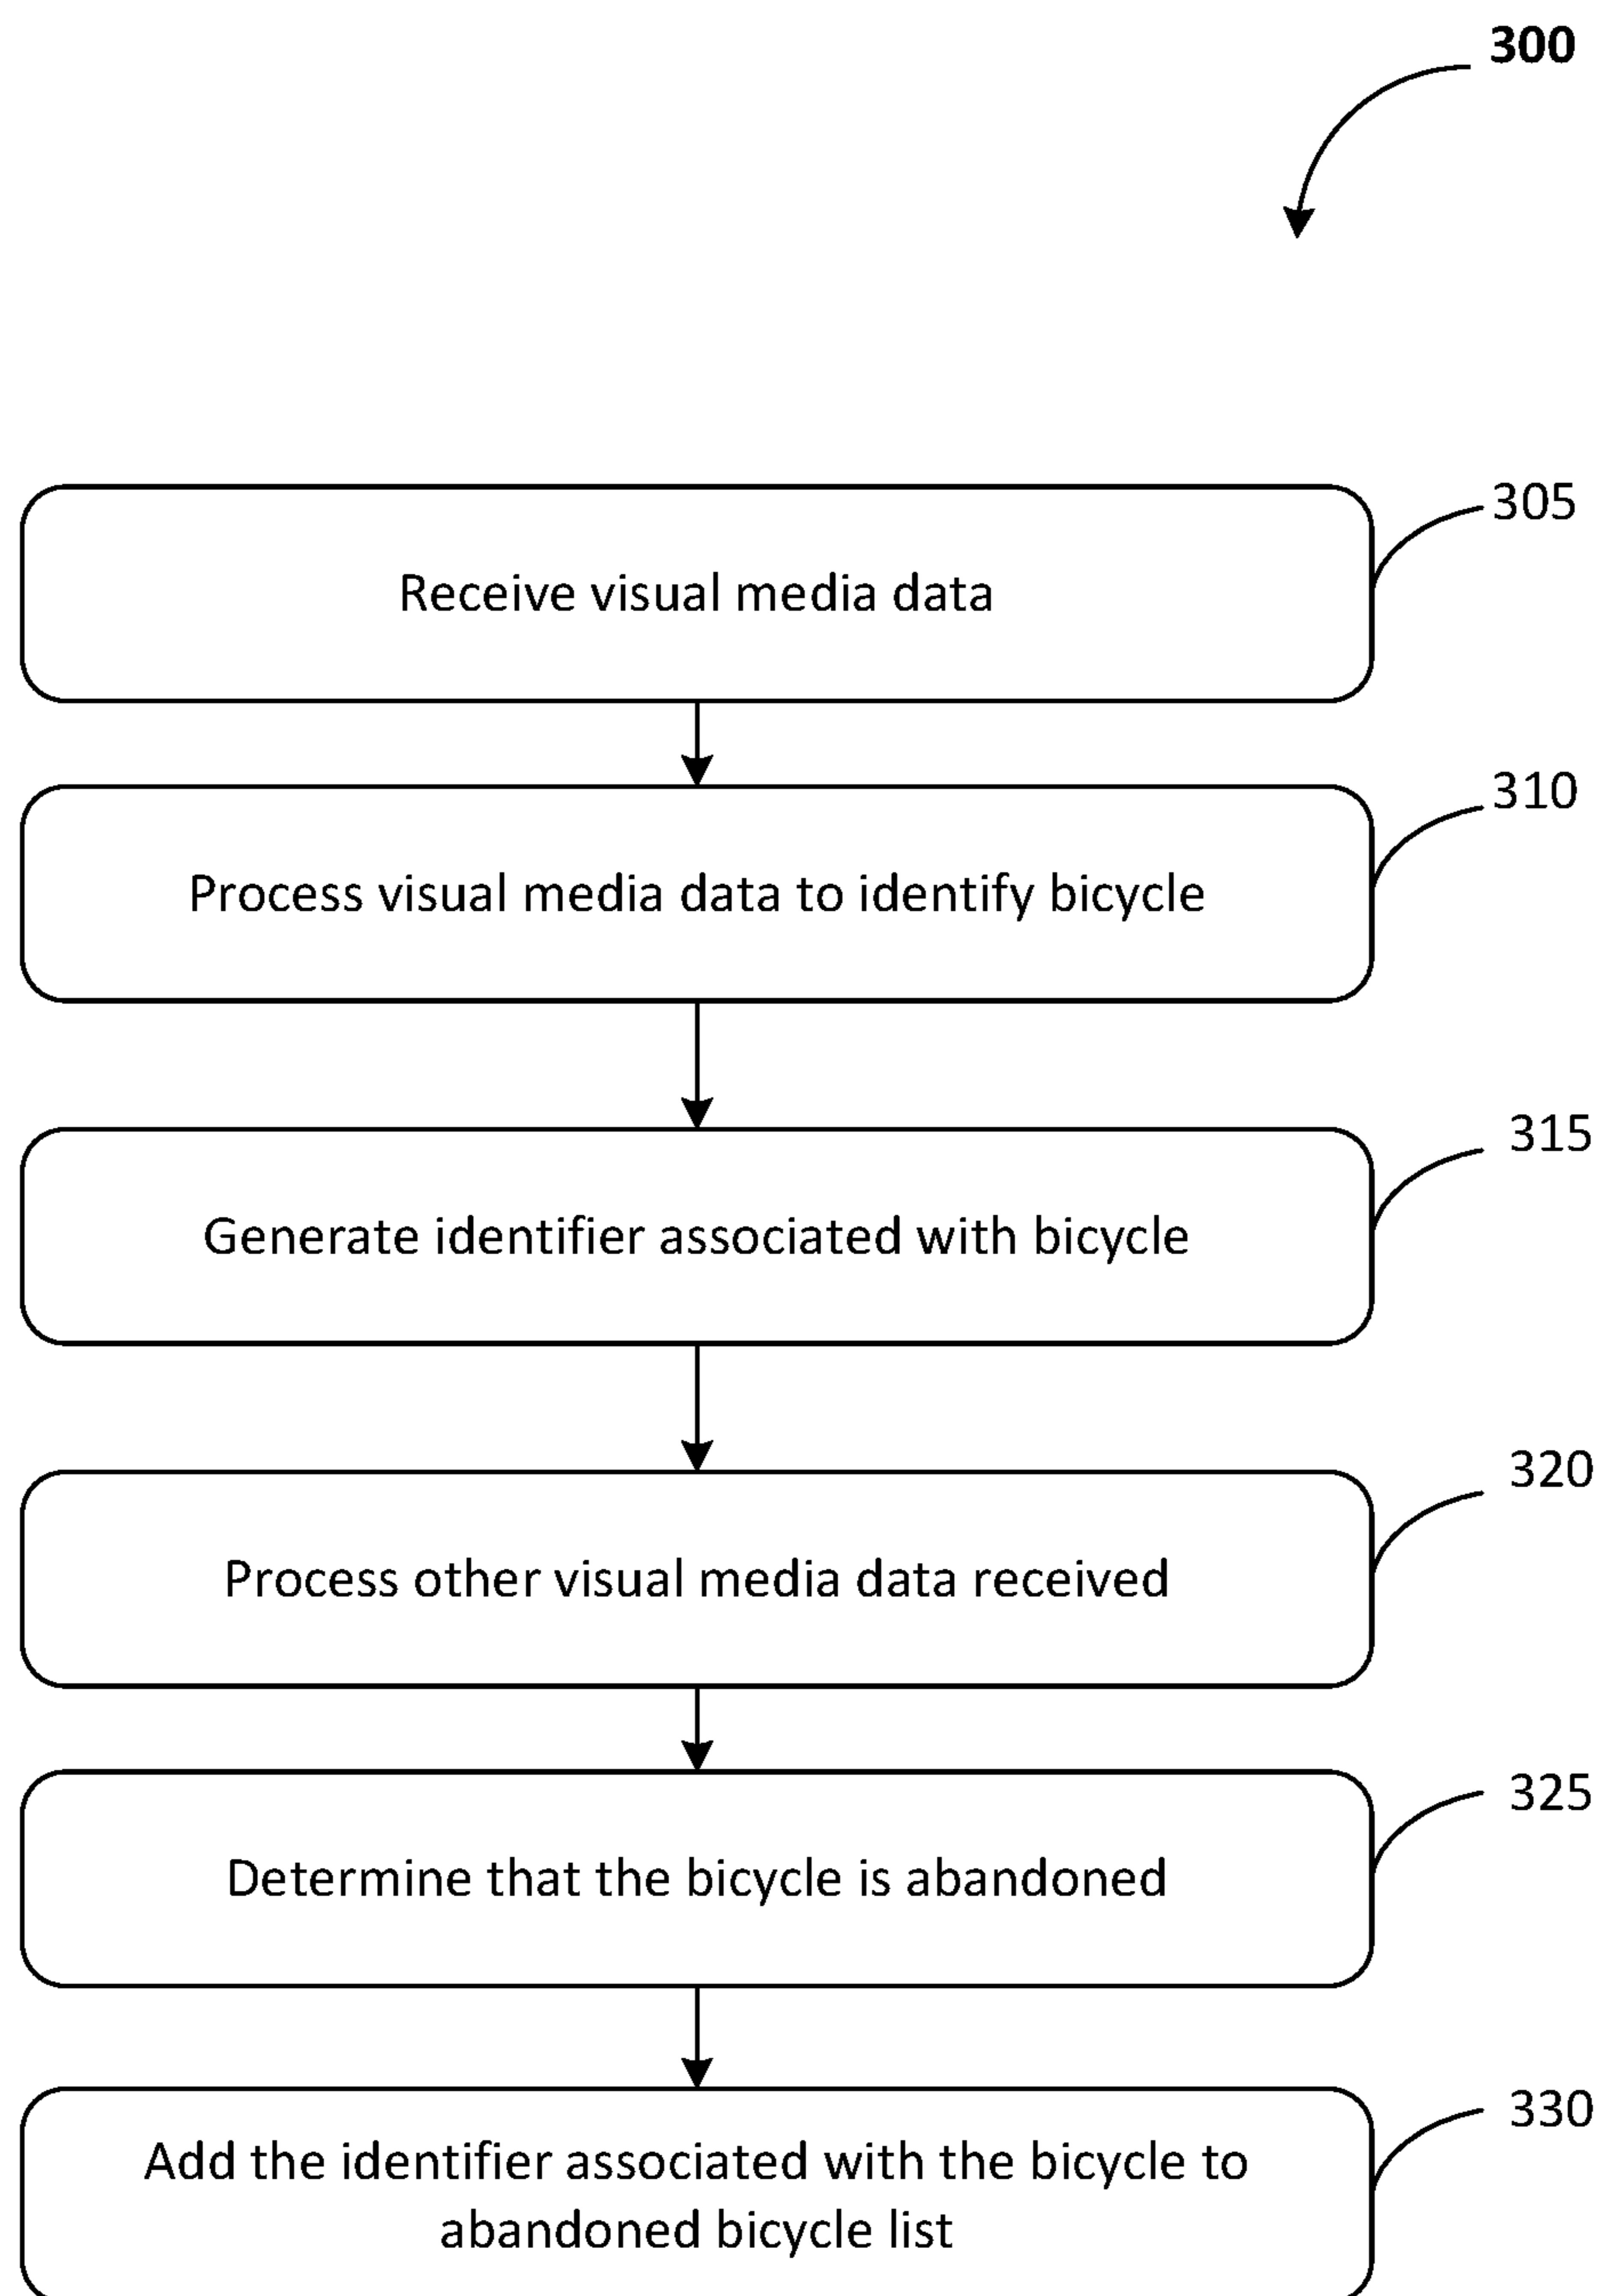 300
305
Receive visual media data
310
Process visual media data to identify bicycle
315
Generate identifier associated with bicycle
320
Process other visual media data received
325
Determine that the bicycle is abandoned
330
Add the identifier associated with the bicycle to
abandoned bicycle list